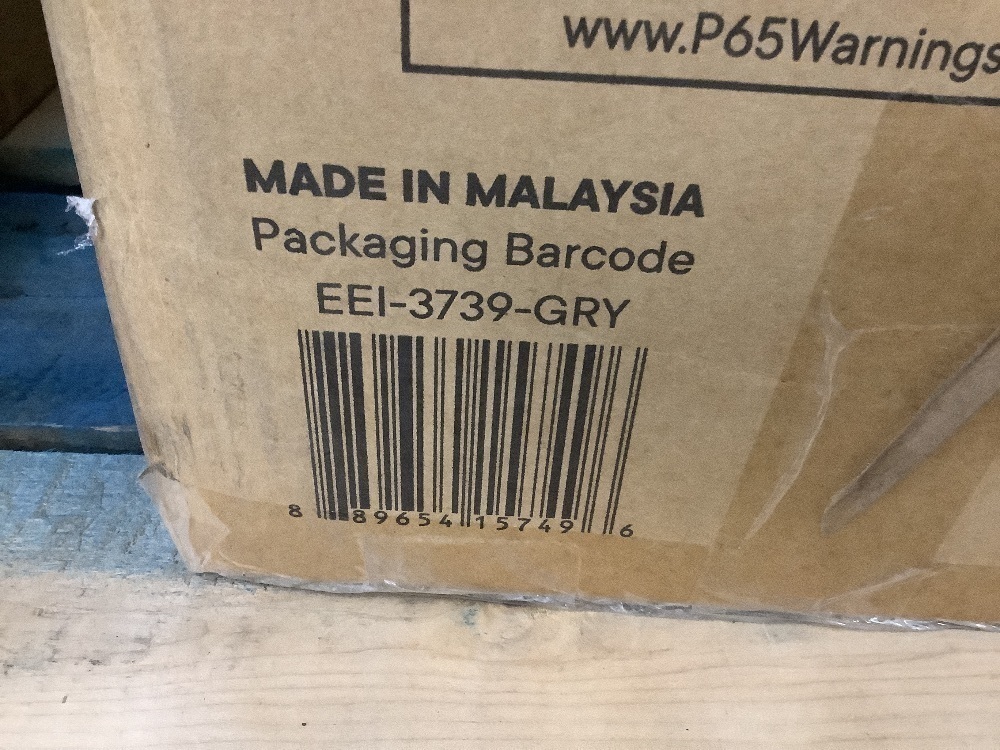 www.P65Warnings
MADE IN MALAYSIA
Packaging Barcode
EEI-3739-GRY
8 89654 15749 6